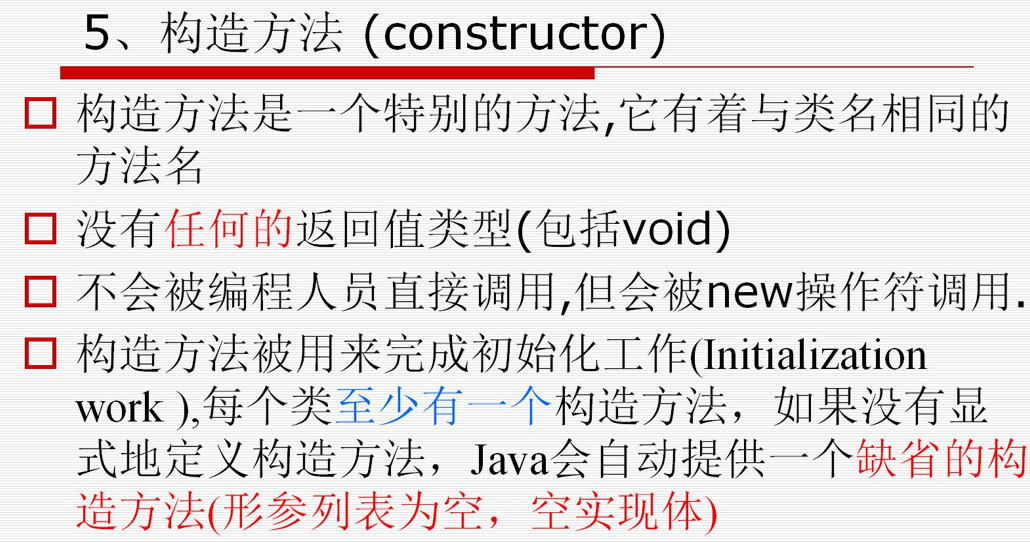 5、构造方法 (constructor)
构造方法是一个特别的方法,它有着与类名相同的
方法名
没有任何的返回值类型(包括void)
不会被编程人员直接调用,但会被new操作符调用.
构造方法被用来完成初始化工作(Initialization
work ),每个类至少有一个构造方法，如果没有显
式地定义构造方法，Java会自动提供一个缺省的构
造方法(形参列表为空，空实现体)